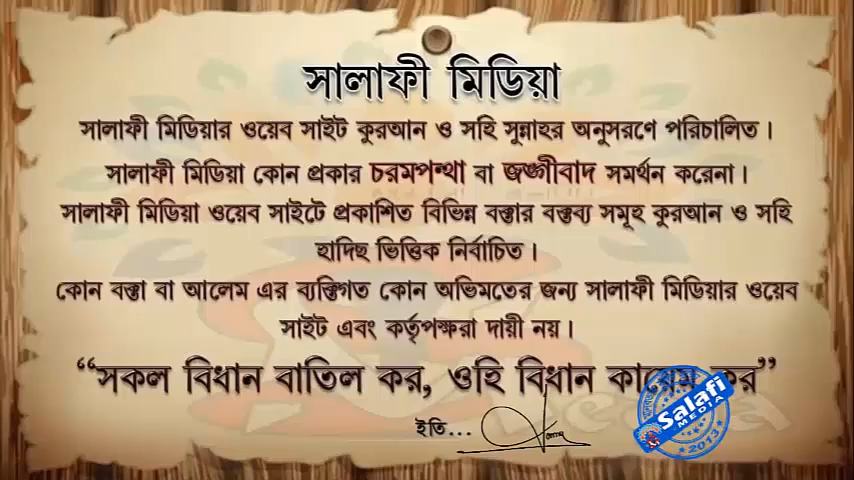 সালাফী মিডিয়া
সালাফী মিডিয়ার ওয়েব সাইট কুরআন ও সহি সুন্নাহর অনুসরণে পরিচালিত।
সালাফী মিডিয়া কোন প্রকার চরমপন্থা বা জঙ্গীবাদ সমর্থন করেনা।
সালাফী মিডিয়া ওয়েব সাইটে প্রকাশিত বিভিন্ন বক্তার বক্তব্য সমূহ কুরআন ও সহি
হাদিছ ভিত্তিক নির্বাচিত।
কোন বক্তা বা আলেম এর ব্যক্তিগত কোন অভিমতের জন্য সালাফী মিডিয়ার ওয়েব
সাইট এবং কর্তৃপক্ষরা দায়ী নয়।
“সকল বিধান বাতিল কর, ওহি বিধান কায়েম কর”
ইতি...
Salafi
MEDIA
2013